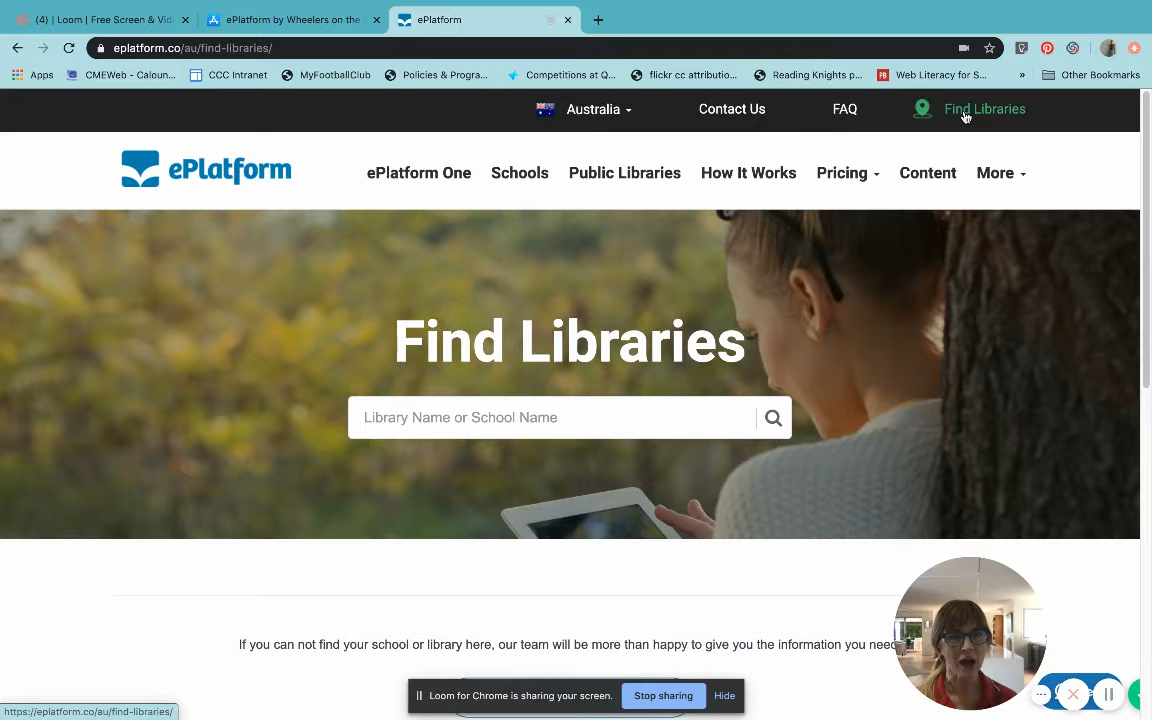 (4) | Loom | Free Screen & Vid
ePlatform by Wheelers on the
ePlatform
eplatform.co/au/find-libraries/
Apps
CMEWeb - Caloun...
CCC Intranet
MyFootballClub
Policies & Progra...
Competitions at Q...
flickr cc attributio...
Reading Knights p...
Web Literacy for S...
»
Other Bookmarks
Australia
Contact Us
FAQ
Find Libraries
ePlatform
ePlatform One
Schools
Public Libraries
How It Works
Pricing
Content
More
Find Libraries
Library Name or School Name
If you can not find your school or library here, our team will be more than happy to give you the information you need
Loom for Chrome is sharing your screen.
Stop sharing
Hide
https://eplatform.co/au/find-libraries/